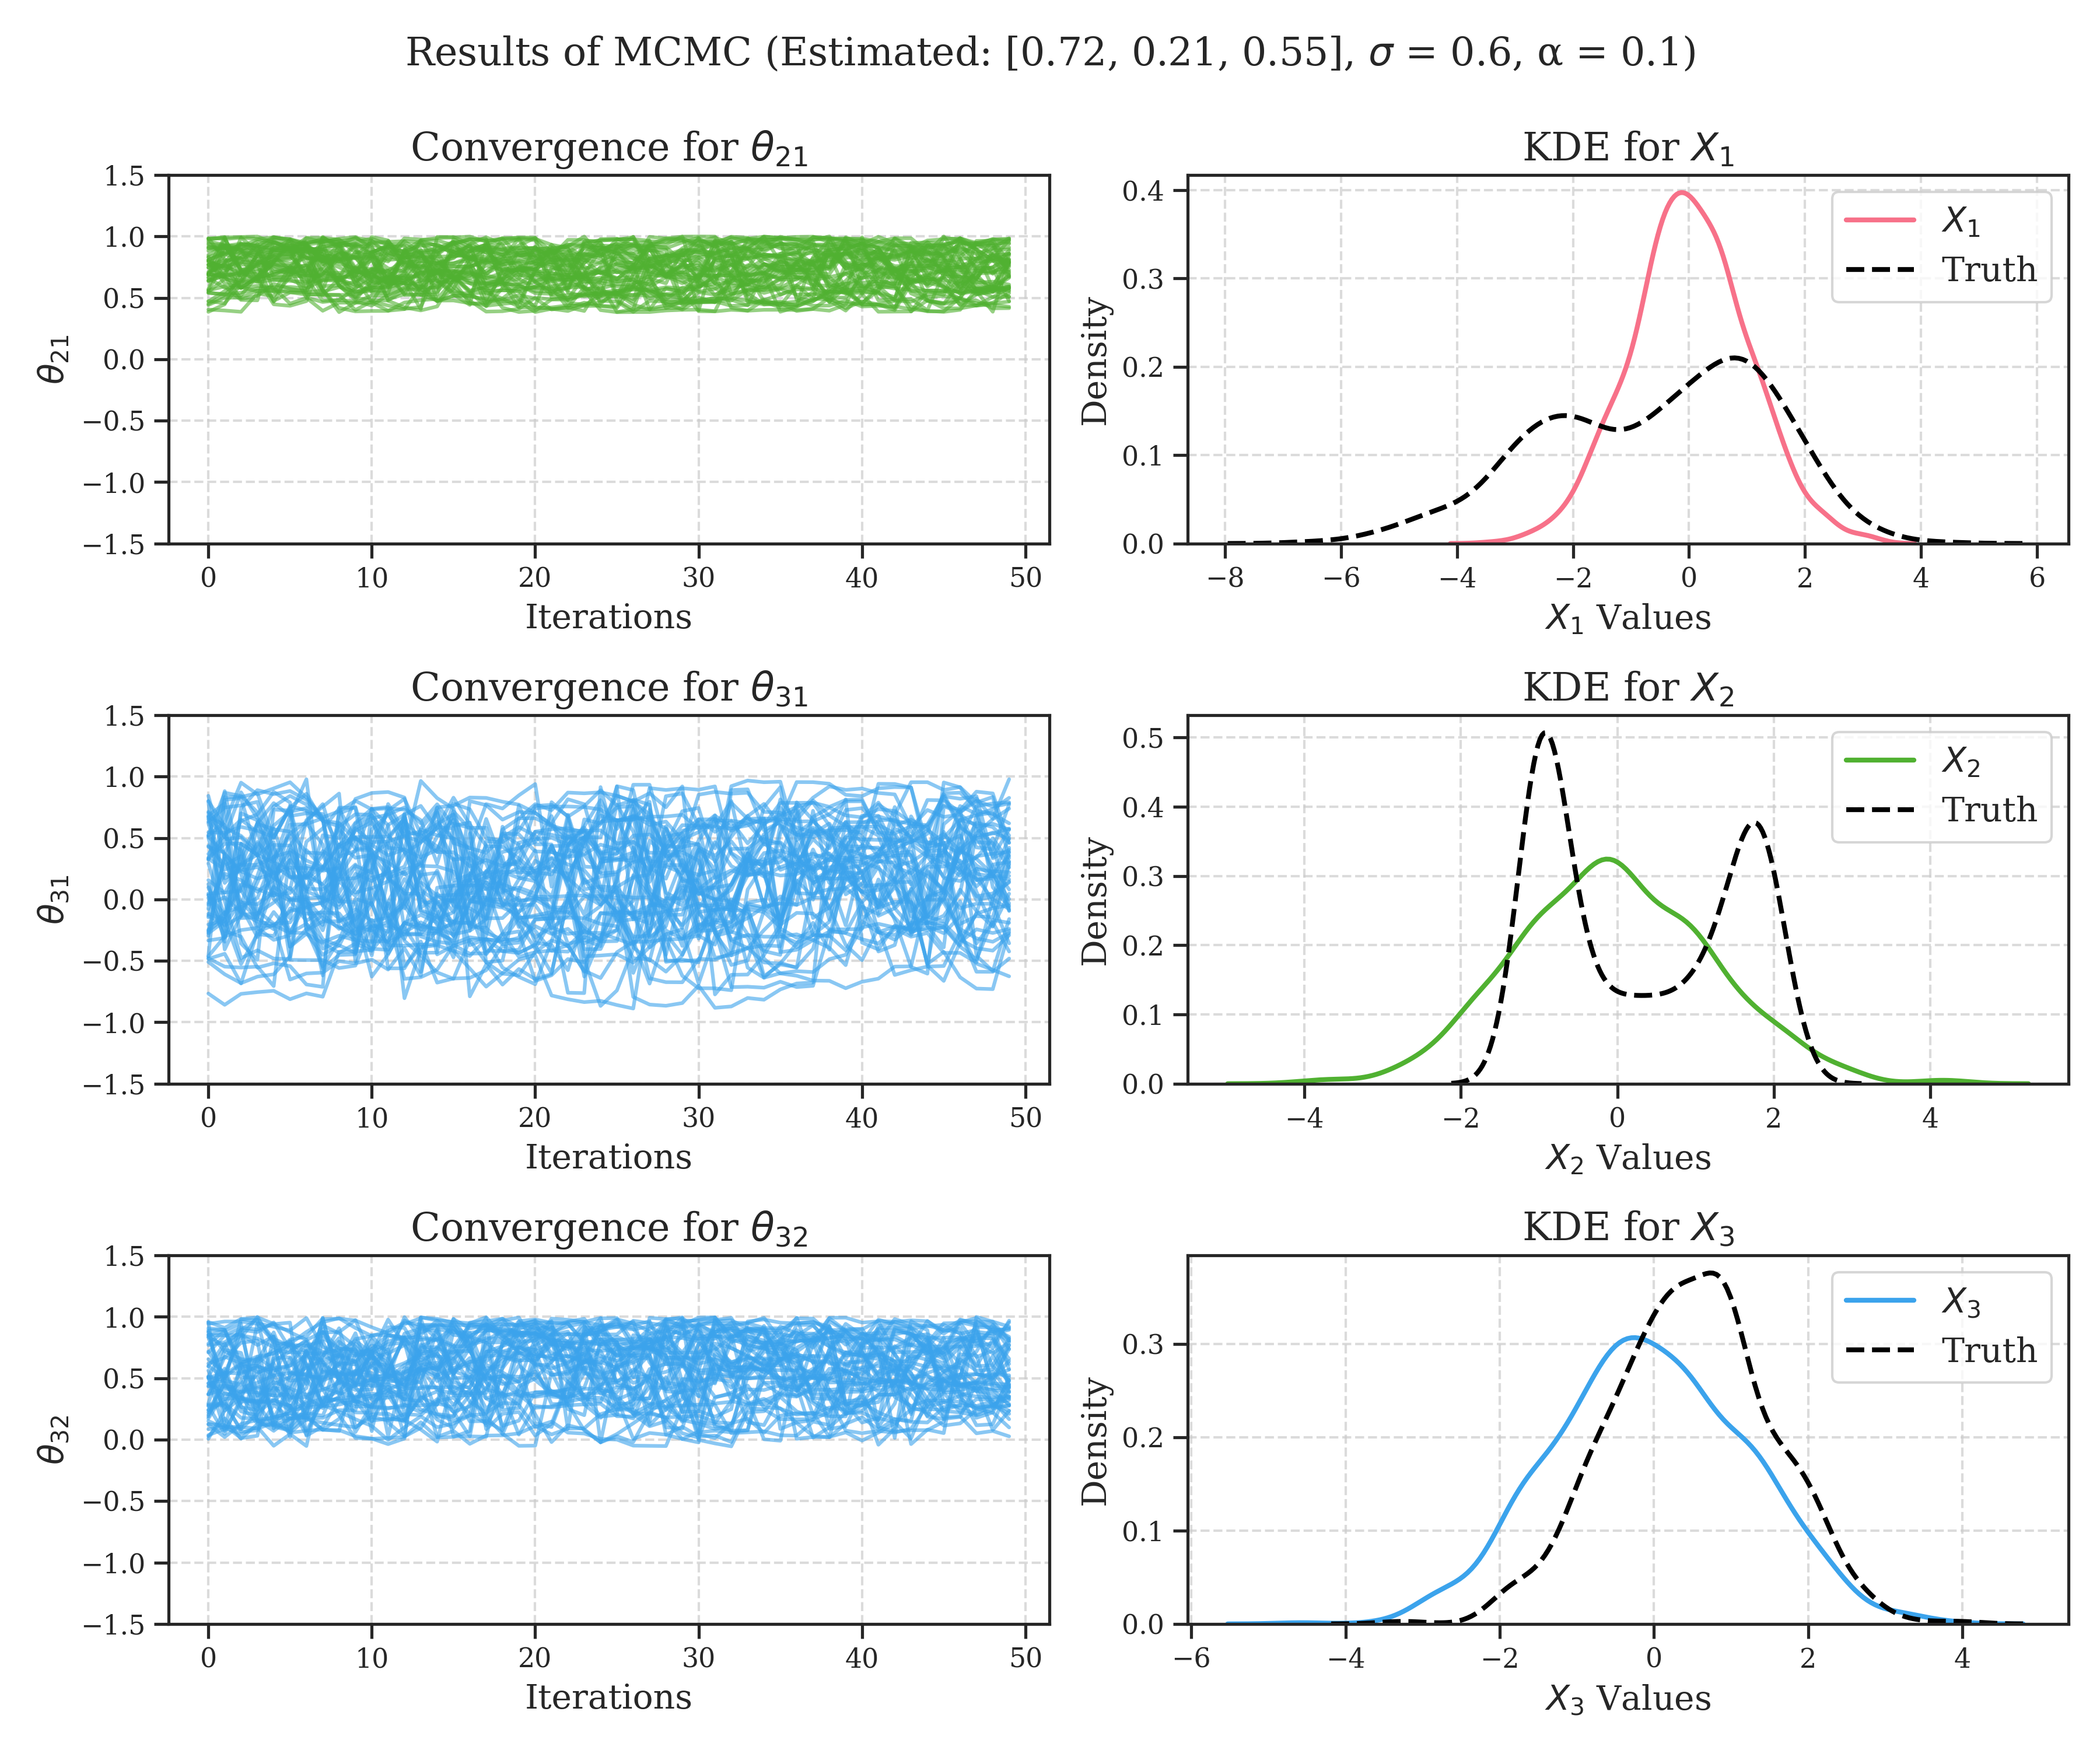 Results of MCMC (Estimated: [0.72, 0.21, 0.55], σ = 0.6, α = 0.1)
Convergence for θ21
1.5
1.0
0.5
0.0
−0.5
−1.0
−1.5
θ21
0 10 20 30 40 50
Iterations
KDE for X1
0.4
0.3
0.2
0.1
0.0
Density
X1
Truth
−8 −6 −4 −2 0 2 4 6
X1 Values
Convergence for θ31
1.5
1.0
0.5
0.0
−0.5
−1.0
−1.5
θ31
0 10 20 30 40 50
Iterations
KDE for X2
0.5
0.4
0.3
0.2
0.1
0.0
Density
X2
Truth
−4 −2 0 2 4
X2 Values
Convergence for θ32
1.5
1.0
0.5
0.0
−0.5
−1.0
−1.5
θ32
0 10 20 30 40 50
Iterations
KDE for X3
0.3
0.2
0.1
0.0
Density
X3
Truth
−6 −4 −2 0 2 4
X3 Values